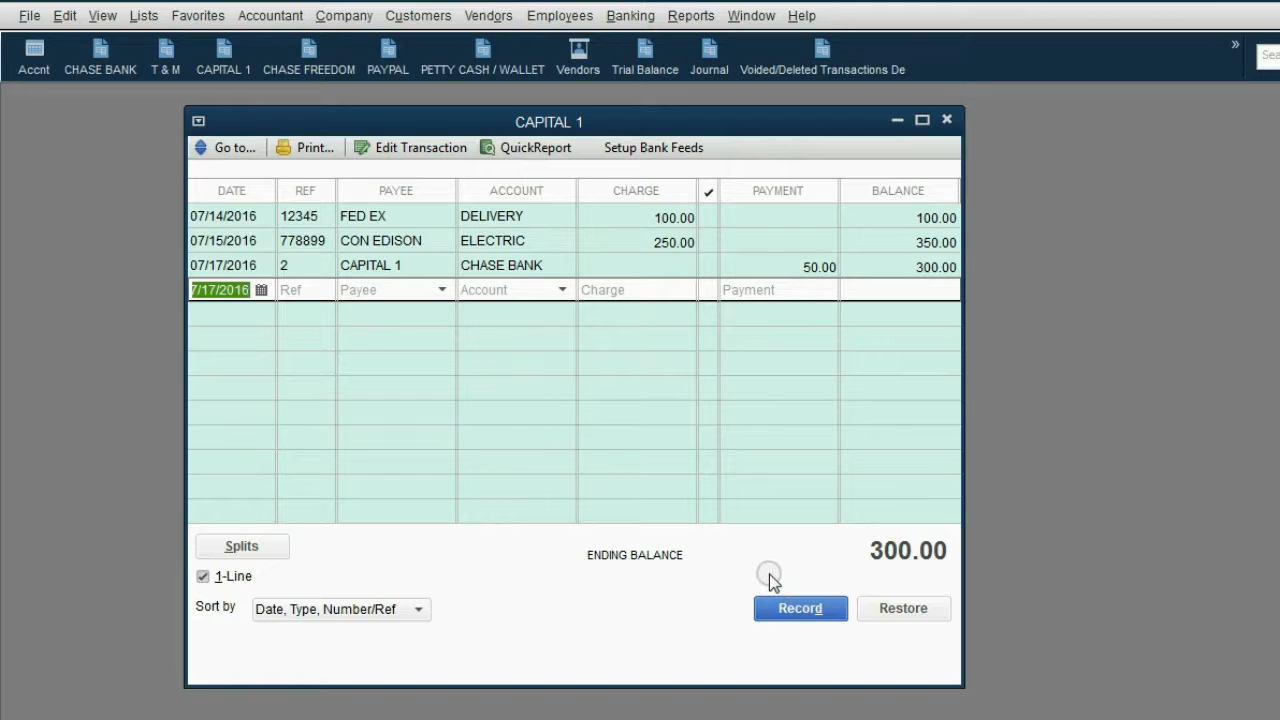 File Edit View Lists Favorites Accountant Company Customers Vendors Employees Banking Reports Window Help
»
Accnt CHASE BANK T & M CAPITAL 1 CHASE FREEDOM PAYPAL PETTY CASH / WALLET Vendors Trial Balance Journal Voided/Deleted Transactions De
Sea
CAPITAL 1
Go to... Print... Edit Transaction QuickReport Setup Bank Feeds
DATE REF PAYEE ACCOUNT CHARGE ✓ PAYMENT BALANCE
07/14/2016 12345 FED EX DELIVERY 100.00 100.00
07/15/2016 778899 CON EDISON ELECTRIC 250.00 350.00
07/17/2016 2 CAPITAL 1 CHASE BANK 50.00 300.00
7/17/2016 Ref Payee Account Charge Payment
Splits
ENDING BALANCE 300.00
1-Line
Sort by Date, Type, Number/Ref
Record Restore